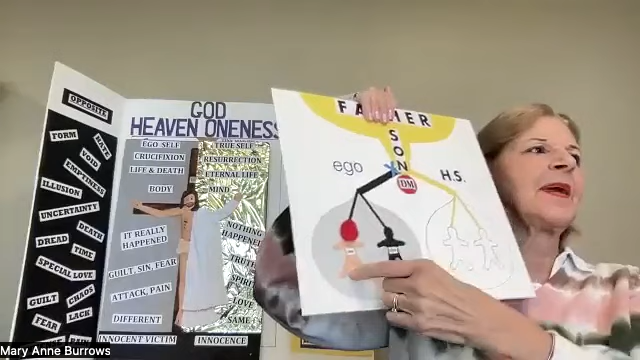 OPPOSITE
FORM
HATE
VOID
EMPTINESS
ILLUSION
UNCERTAINTY
DEATH
DREAD
TIME
SPECIAL LOVE
CHAOS
GUILT
LACK
FEAR
GOD
HEAVEN ONENESS
EGO SELF
CRUCIFIXION
LIFE & DEATH
BODY
IT REALLY
HAPPENED
GUILT, SIN, FEAR
ATTACK, PAIN
DIFFERENT
INNOCENT VICTIM
TRUE SELF
RESURRECTION
ETERNAL LIFE
MIND
NOTHING
HAPPENED
LOVE
SAME
INNOCENCE
FATHER
SON
ego
DM
H.S.
Mary Anne Burrows